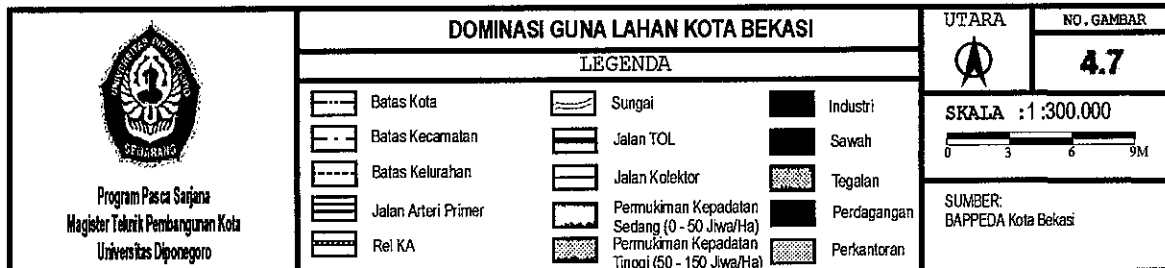 UNIVERSITAS DIPONEGORO
SEMARANG
Program Pasca Sarjana
Magister Teknik Pembangunan Kota
Universitas Diponegoro
DOMINASI GUNA LAHAN KOTA BEKASI
LEGENDA
Batas Kota
Batas Kecamatan
Batas Kelurahan
Jalan Arteri Primer
Rel KA
Sungai
Jalan TOL
Jalan Kolektor
Permukiman Kepadatan
Sedang (0 - 50 Jiwa/Ha)
Permukiman Kepadatan
Tinggi (50 - 150 Jiwa/Ha)
Industri
Sawah
Tegalan
Perdagangan
Perkantoran
UTARA
NO.GAMBAR
4.7
SKALA :1:300.000
0 3 6 9M
SUMBER:
BAPPEDA Kota Bekasi